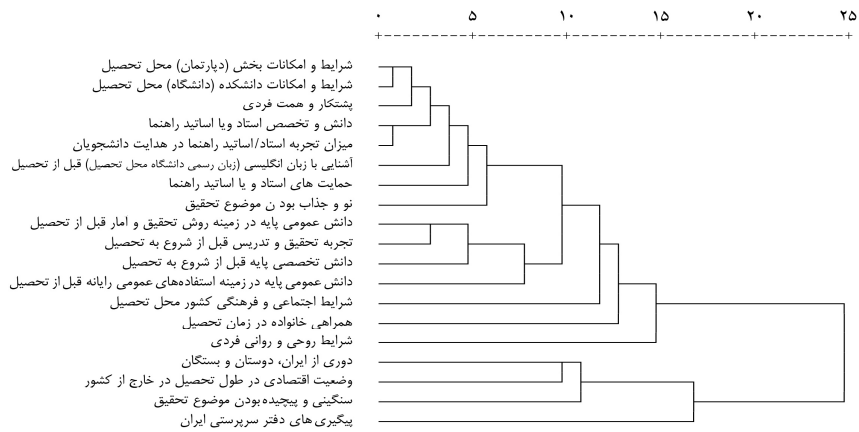 ۰ ۵ ۱۰ ۱۵ ۲۰ ۲۵
شرایط و امکانات بخش (دپارتمان) محل تحصیل
شرایط و امکانات دانشکده (دانشگاه) محل تحصیل
پشتکار و همت فردی
دانش و تخصص استاد ویا اساتید راهنما
میزان تجربه استاد/اساتید راهنما در هدایت دانشجویان
آشنایی با زبان انگلیسی (زبان رسمی دانشگاه محل تحصیل) قبل از تحصیل
حمایت های استاد و یا اساتید راهنما
نو و جذاب بود ن موضوع تحقیق
دانش عمومی پایه در زمینه روش تحقیق و امار قبل از تحصیل
تجربه تحقیق و تدریس قبل از شروع به تحصیل
دانش تخصصی پایه قبل از شروع به تحصیل
دانش عمومی پایه در زمینه استفاده‌های عمومی رایانه قبل از تحصیل
شرایط اجتماعی و فرهنگی کشور محل تحصیل
همراهی خانواده در زمان تحصیل
شرایط روحی و روانی فردی
دوری از ایران، دوستان و بستگان
وضعیت اقتصادی در طول تحصیل در خارج از کشور
سنگینی و پیچیده بودن موضوع تحقیق
پیگیری های دفتر سرپرستی ایران